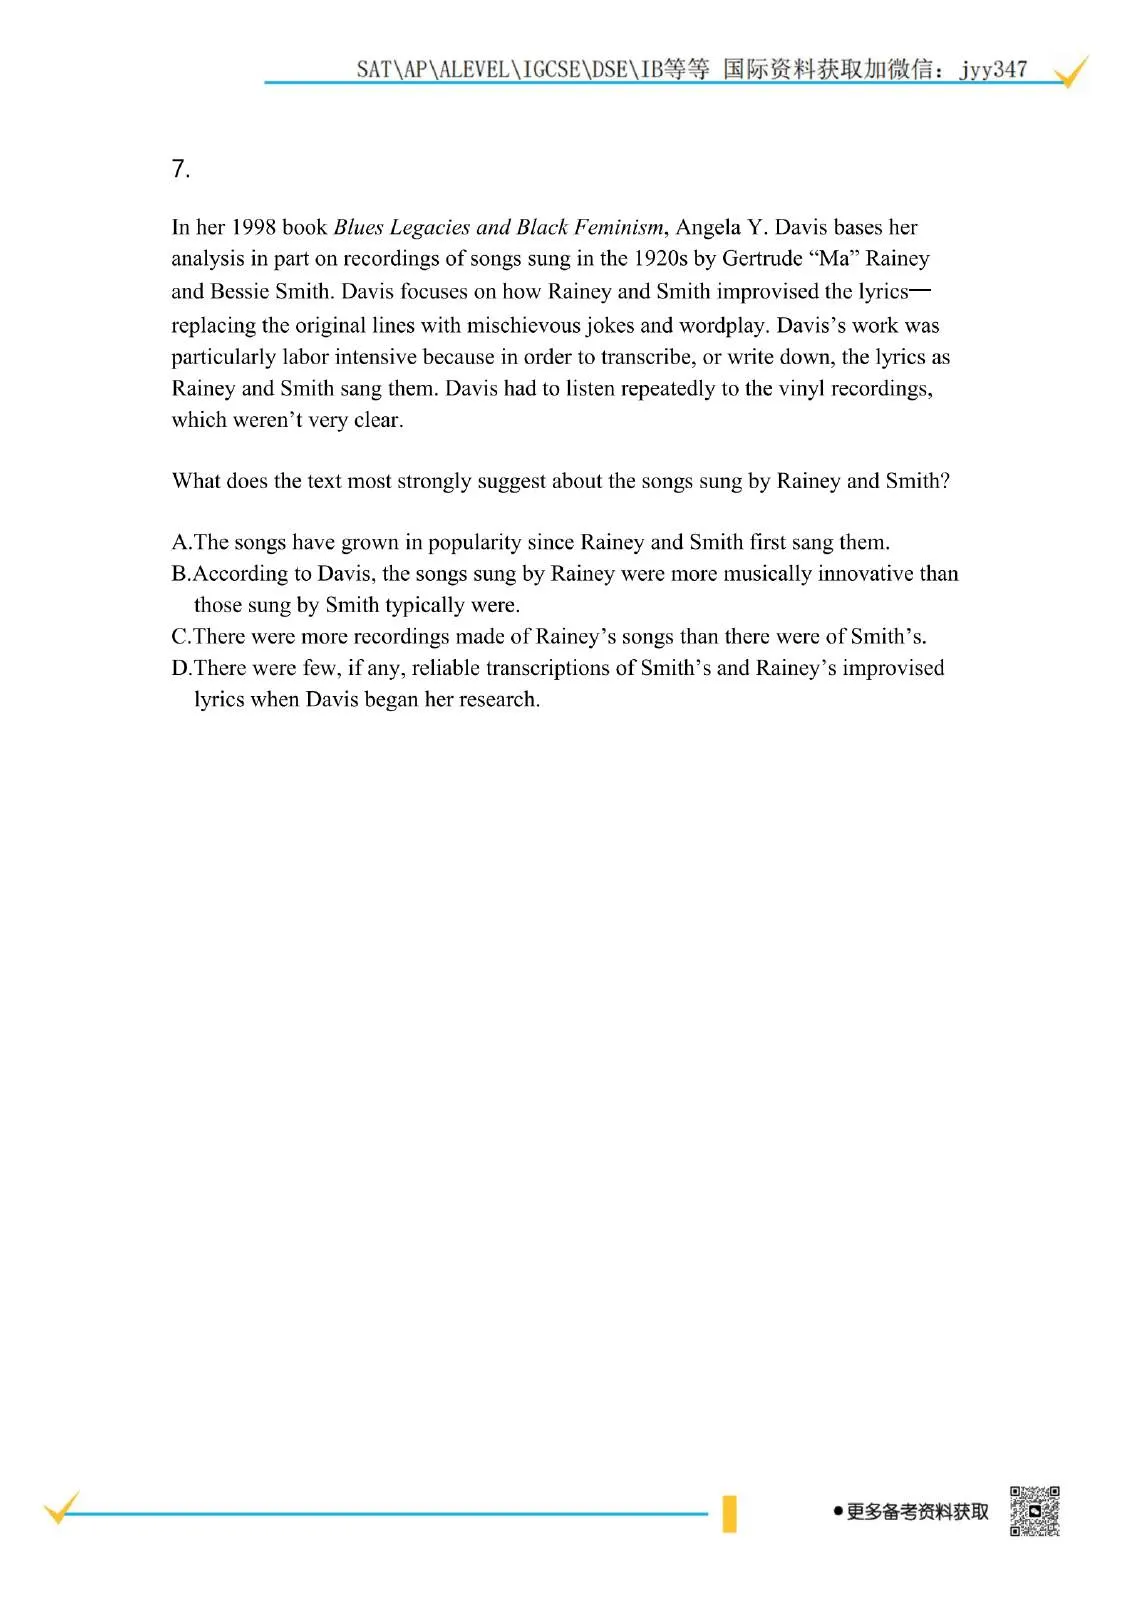 SAT\AP\ALEVEL\IGCSE\DSE\IB等等 国际资料获取加微信：jyy347
7.
In her 1998 book Blues Legacies and Black Feminism, Angela Y. Davis bases her
analysis in part on recordings of songs sung in the 1920s by Gertrude “Ma” Rainey
and Bessie Smith. Davis focuses on how Rainey and Smith improvised the lyrics—
replacing the original lines with mischievous jokes and wordplay. Davis’s work was
particularly labor intensive because in order to transcribe, or write down, the lyrics as
Rainey and Smith sang them. Davis had to listen repeatedly to the vinyl recordings,
which weren’t very clear.
What does the text most strongly suggest about the songs sung by Rainey and Smith?
A.The songs have grown in popularity since Rainey and Smith first sang them.
B.According to Davis, the songs sung by Rainey were more musically innovative than
those sung by Smith typically were.
C.There were more recordings made of Rainey’s songs than there were of Smith’s.
D.There were few, if any, reliable transcriptions of Smith’s and Rainey’s improvised
lyrics when Davis began her research.
●更多备考资料获取